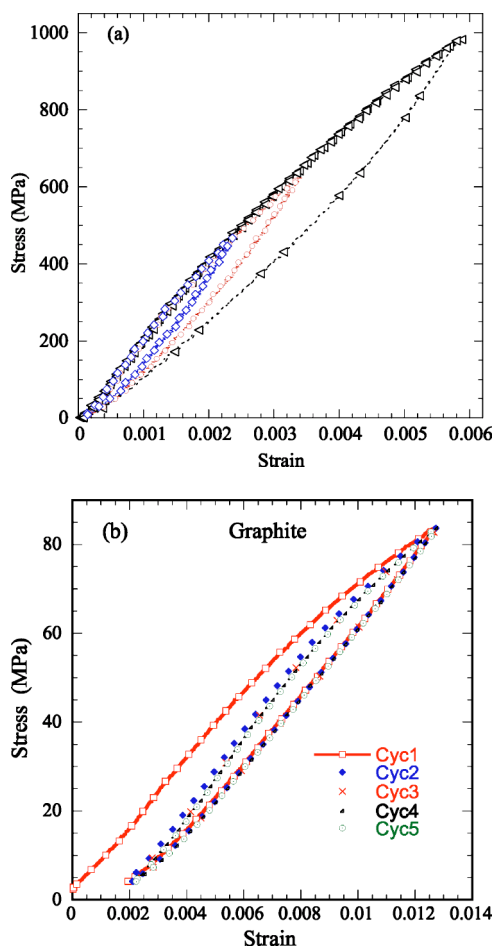 (a)
1000
800
600
400
200
0
Stress (MPa)
0 0.001 0.002 0.003 0.004 0.005 0.006
Strain
(b) Graphite
80
60
40
20
0
Stress (MPa)
Cyc1
Cyc2
Cyc3
Cyc4
Cyc5
0 0.002 0.004 0.006 0.008 0.01 0.012 0.014
Strain